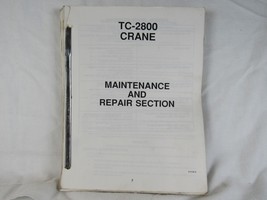 TC-2800
CRANE
MAINTENANCE
AND
REPAIR SECTION